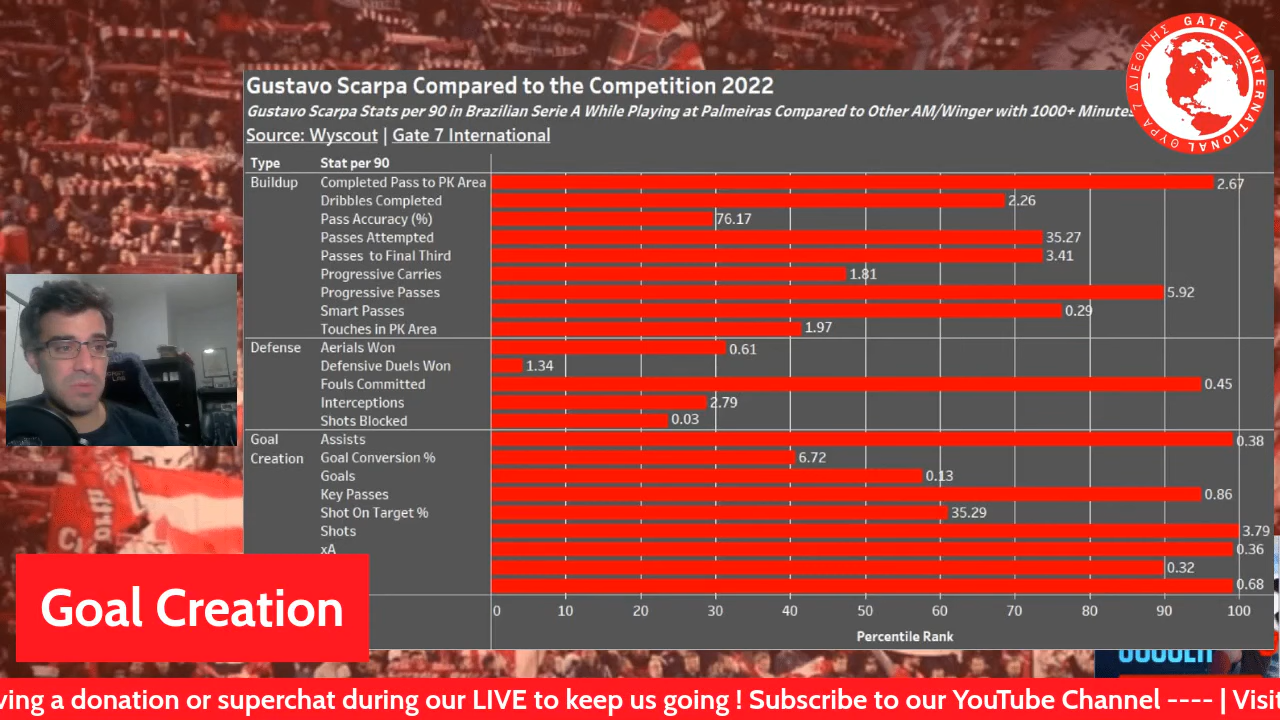 Gustavo Scarpa Compared to the Competition 2022
Gustavo Scarpa Stats per 90 in Brazilian Serie A While Playing at Palmeiras Compared to Other AM/Winger with 1000+ Minutes
Source: Wyscout | Gate 7 International
GATE 7 INTERNATIONAL ΘΥΡΑ 7 ΔΙΕΘΝΗΣ
Type Stat per 90
Buildup Completed Pass to PK Area 2.67
Dribbles Completed 2.26
Pass Accuracy (%) 76.17
Passes Attempted 35.27
Passes to Final Third 3.41
Progressive Carries 1.81
Progressive Passes 5.92
Smart Passes 0.29
Touches in PK Area 1.97
Defense Aerials Won 0.61
Defensive Duels Won 1.34
Fouls Committed 0.45
Interceptions 2.79
Shots Blocked 0.03
Goal Creation Assists 0.38
Goal Conversion % 6.72
Goals 0.13
Key Passes 0.86
Shot On Target % 35.29
Shots 3.79
xA 0.36
0.32
0.68
0 10 20 30 40 50 60 70 80 90 100
Percentile Rank
Goal Creation
ving a donation or superchat during our LIVE to keep us going ! Subscribe to our YouTube Channel ---- | Visit